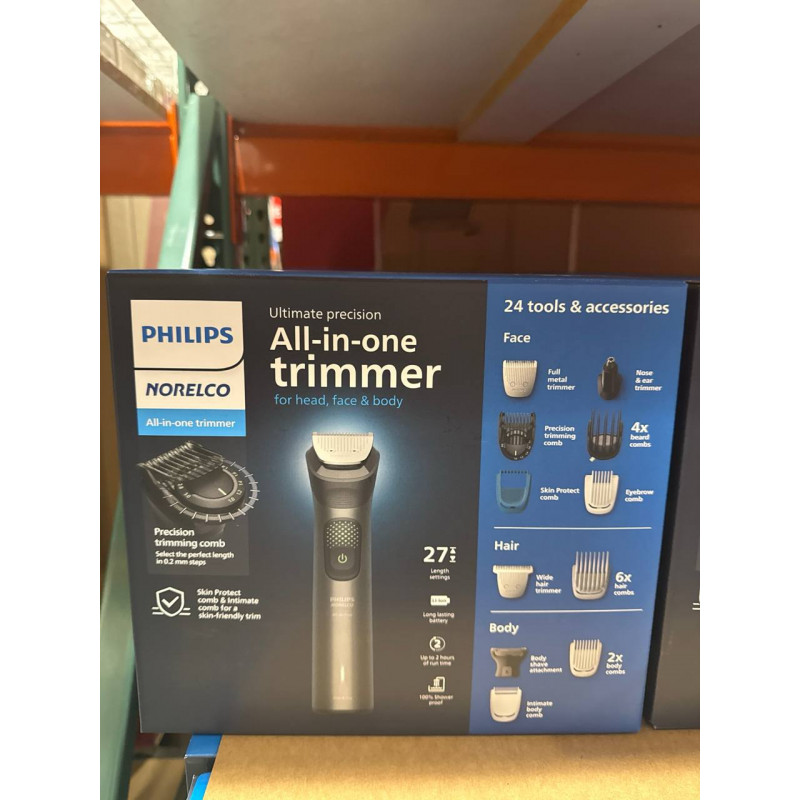 PHILIPS
NORELCO
All-in-one trimmer
Ultimate precision
All-in-one
trimmer
for head, face & body
Precision
trimming comb
Select the perfect length
in 0.2 mm steps
Skin Protect
comb & Intimate
comb for a
skin-friendly trim
PHILIPS
NORELCO
27
Length
settings
Long lasting
battery
2
Up to 2 hours
of run time
100% Shower
proof
24 tools & accessories
Face
Full
metal
trimmer
Nose
& ear
trimmer
Precision
trimming
comb
4x
beard
combs
Skin Protect
comb
Eyebrow
comb
Hair
Wide
hair
trimmer
6x
hair
combs
Body
Body
shave
attachment
2x
body
combs
Intimate
body
comb